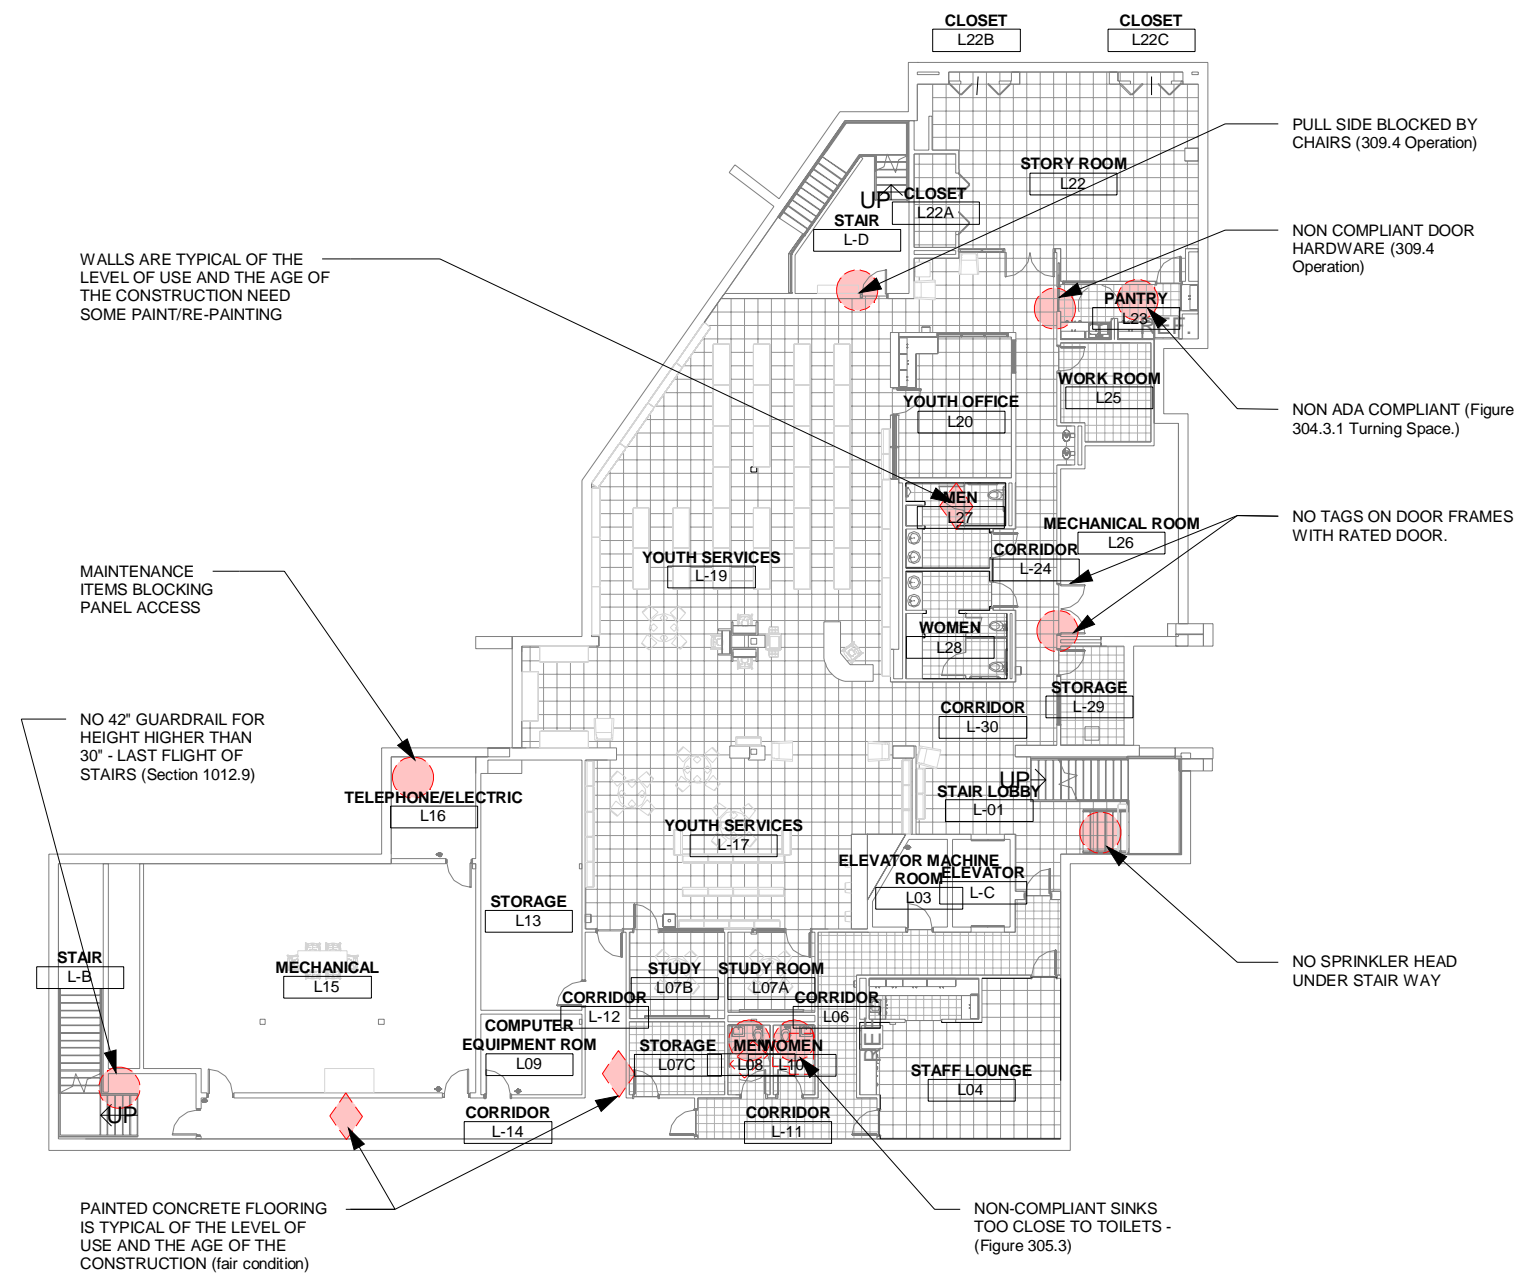 CLOSET
L22B
CLOSET
L22C
PULL SIDE BLOCKED BY
CHAIRS (309.4 Operation)
STORY ROOM
L22
UP
CLOSET
L22A
STAIR
L-D
NON COMPLIANT DOOR
HARDWARE (309.4
Operation)
WALLS ARE TYPICAL OF THE
LEVEL OF USE AND THE AGE OF
THE CONSTRUCTION NEED
SOME PAINT/RE-PAINTING
PANTRY
L23
WORK ROOM
L25
YOUTH OFFICE
L20
NON ADA COMPLIANT (Figure
304.3.1 Turning Space.)
MEN
L27
MECHANICAL ROOM
L26
NO TAGS ON DOOR FRAMES
WITH RATED DOOR.
CORRIDOR
L-24
YOUTH SERVICES
L-19
MAINTENANCE
ITEMS BLOCKING
PANEL ACCESS
WOMEN
L28
STORAGE
L-29
CORRIDOR
L-30
NO 42" GUARDRAIL FOR
HEIGHT HIGHER THAN
30" - LAST FLIGHT OF
STAIRS (Section 1012.9)
TELEPHONE/ELECTRIC
L16
UP
STAIR LOBBY
L-01
YOUTH SERVICES
L-17
ELEVATOR MACHINE
ROOM
L03
ELEVATOR
L-C
STORAGE
L13
STAIR
L-B
MECHANICAL
L15
STUDY
L07B
STUDY ROOM
L07A
NO SPRINKLER HEAD
UNDER STAIR WAY
CORRIDOR
L-12
CORRIDOR
L06
COMPUTER
EQUIPMENT ROM
L09
STORAGE
L07C
MEN
L08
WOMEN
L10
REF
STAFF LOUNGE
L04
UP
CORRIDOR
L-14
CORRIDOR
L-11
PAINTED CONCRETE FLOORING
IS TYPICAL OF THE LEVEL OF
USE AND THE AGE OF THE
CONSTRUCTION (fair condition)
NON-COMPLIANT SINKS
TOO CLOSE TO TOILETS -
(Figure 305.3)